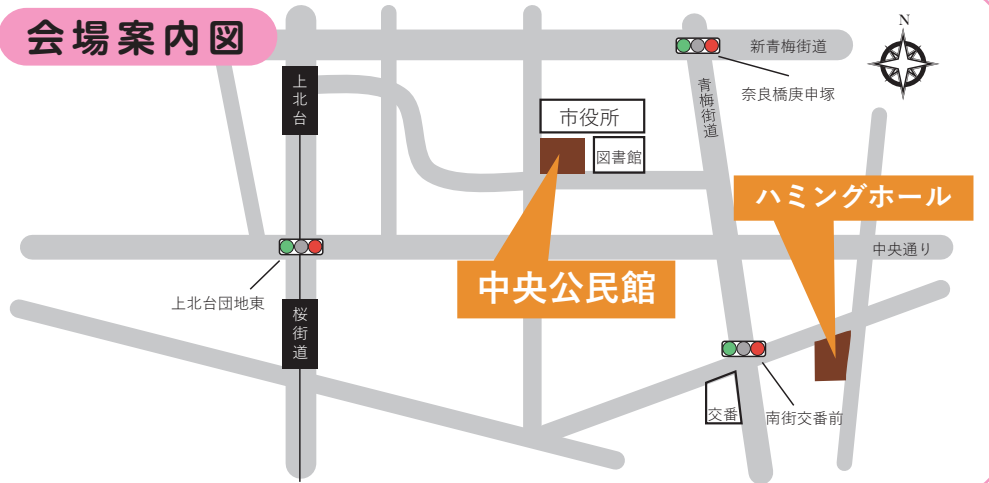 会場案内図
N
新青梅街道
上北台
奈良橋庚申塚
青梅街道
市役所
図書館
ハミングホール
中央通り
中央公民館
上北台団地東
桜街道
交番
南街交番前